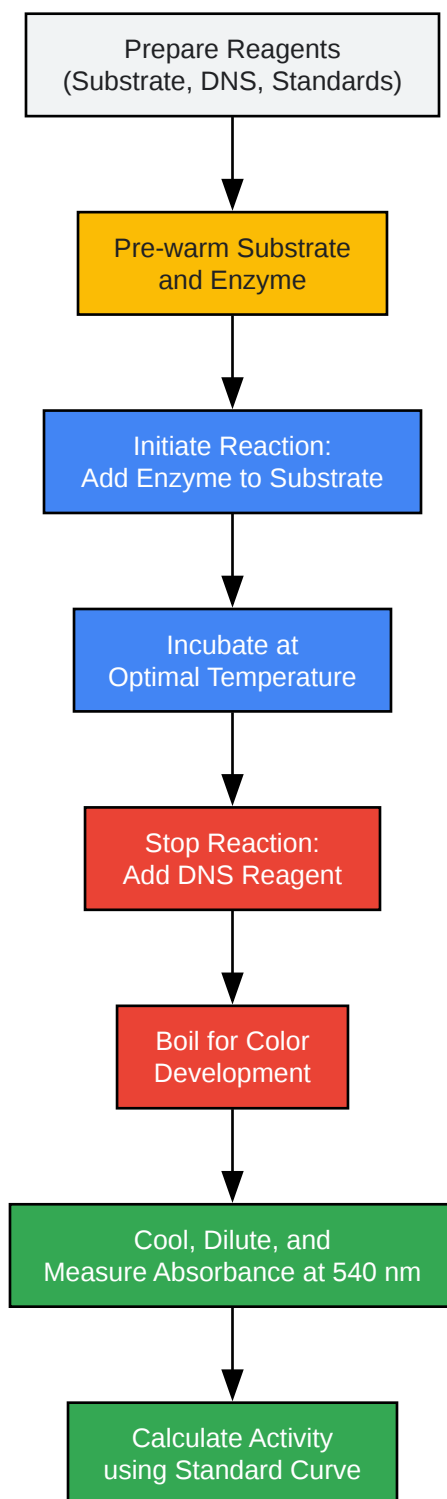 Prepare Reagents
(Substrate, DNS, Standards)
Pre-warm Substrate
and Enzyme
Initiate Reaction:
Add Enzyme to Substrate
Incubate at
Optimal Temperature
Stop Reaction:
Add DNS Reagent
Boil for Color
Development
Cool, Dilute, and
Measure Absorbance at 540 nm
Calculate Activity
using Standard Curve